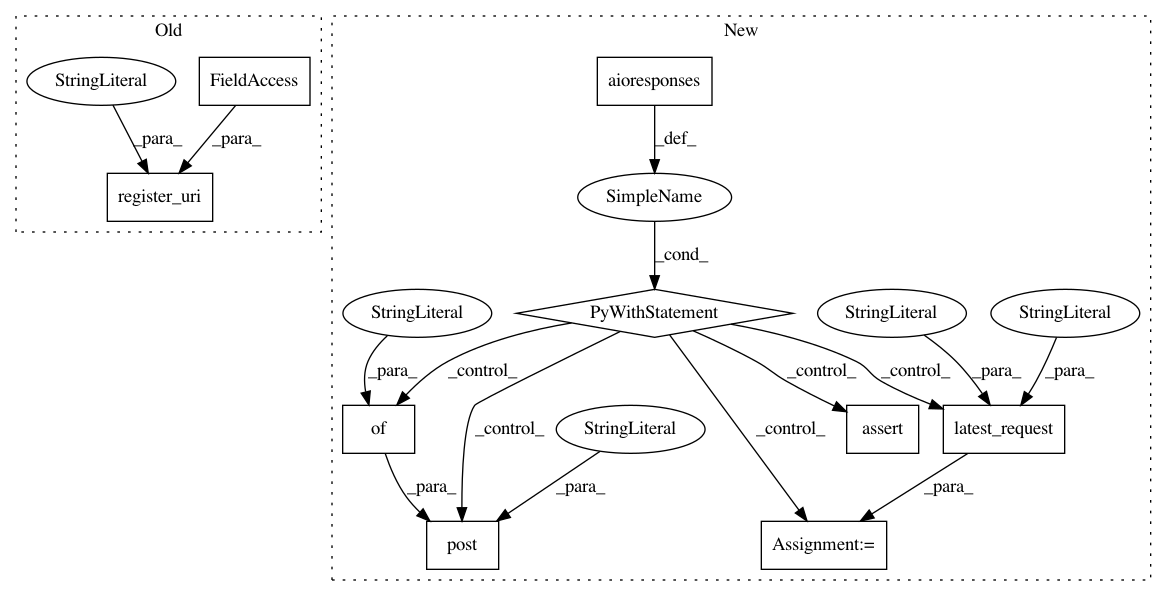 Old
New
StringLiteral
FieldAccess
aioresponses
_para_
_para_
_def_
register_uri
SimpleName
_cond_
StringLiteral
PyWithStatement
StringLiteral
StringLiteral
_para_
_control_
_control_
_control_
_para_
_para_
of
StringLiteral
_control_
_control_
assert
latest_request
_para_
_para_
_para_
post
Assignment:=